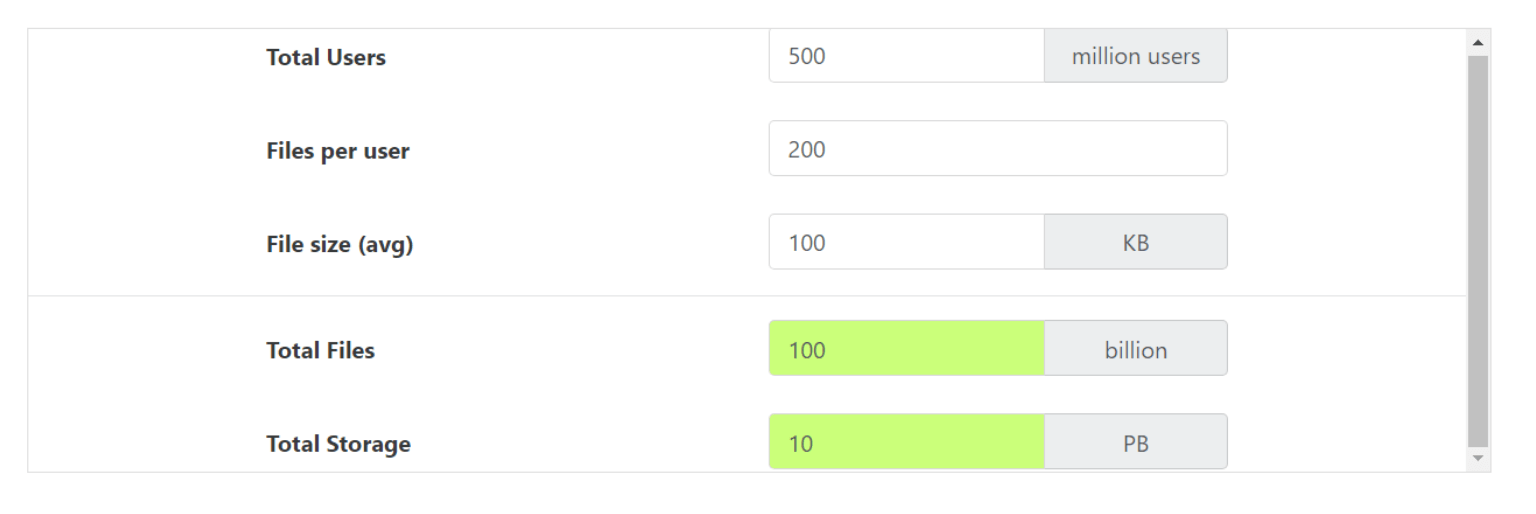 Total Users 500 million users
Files per user 200
File size (avg) 100 KB
Total Files 100 billion
Total Storage 10 PB